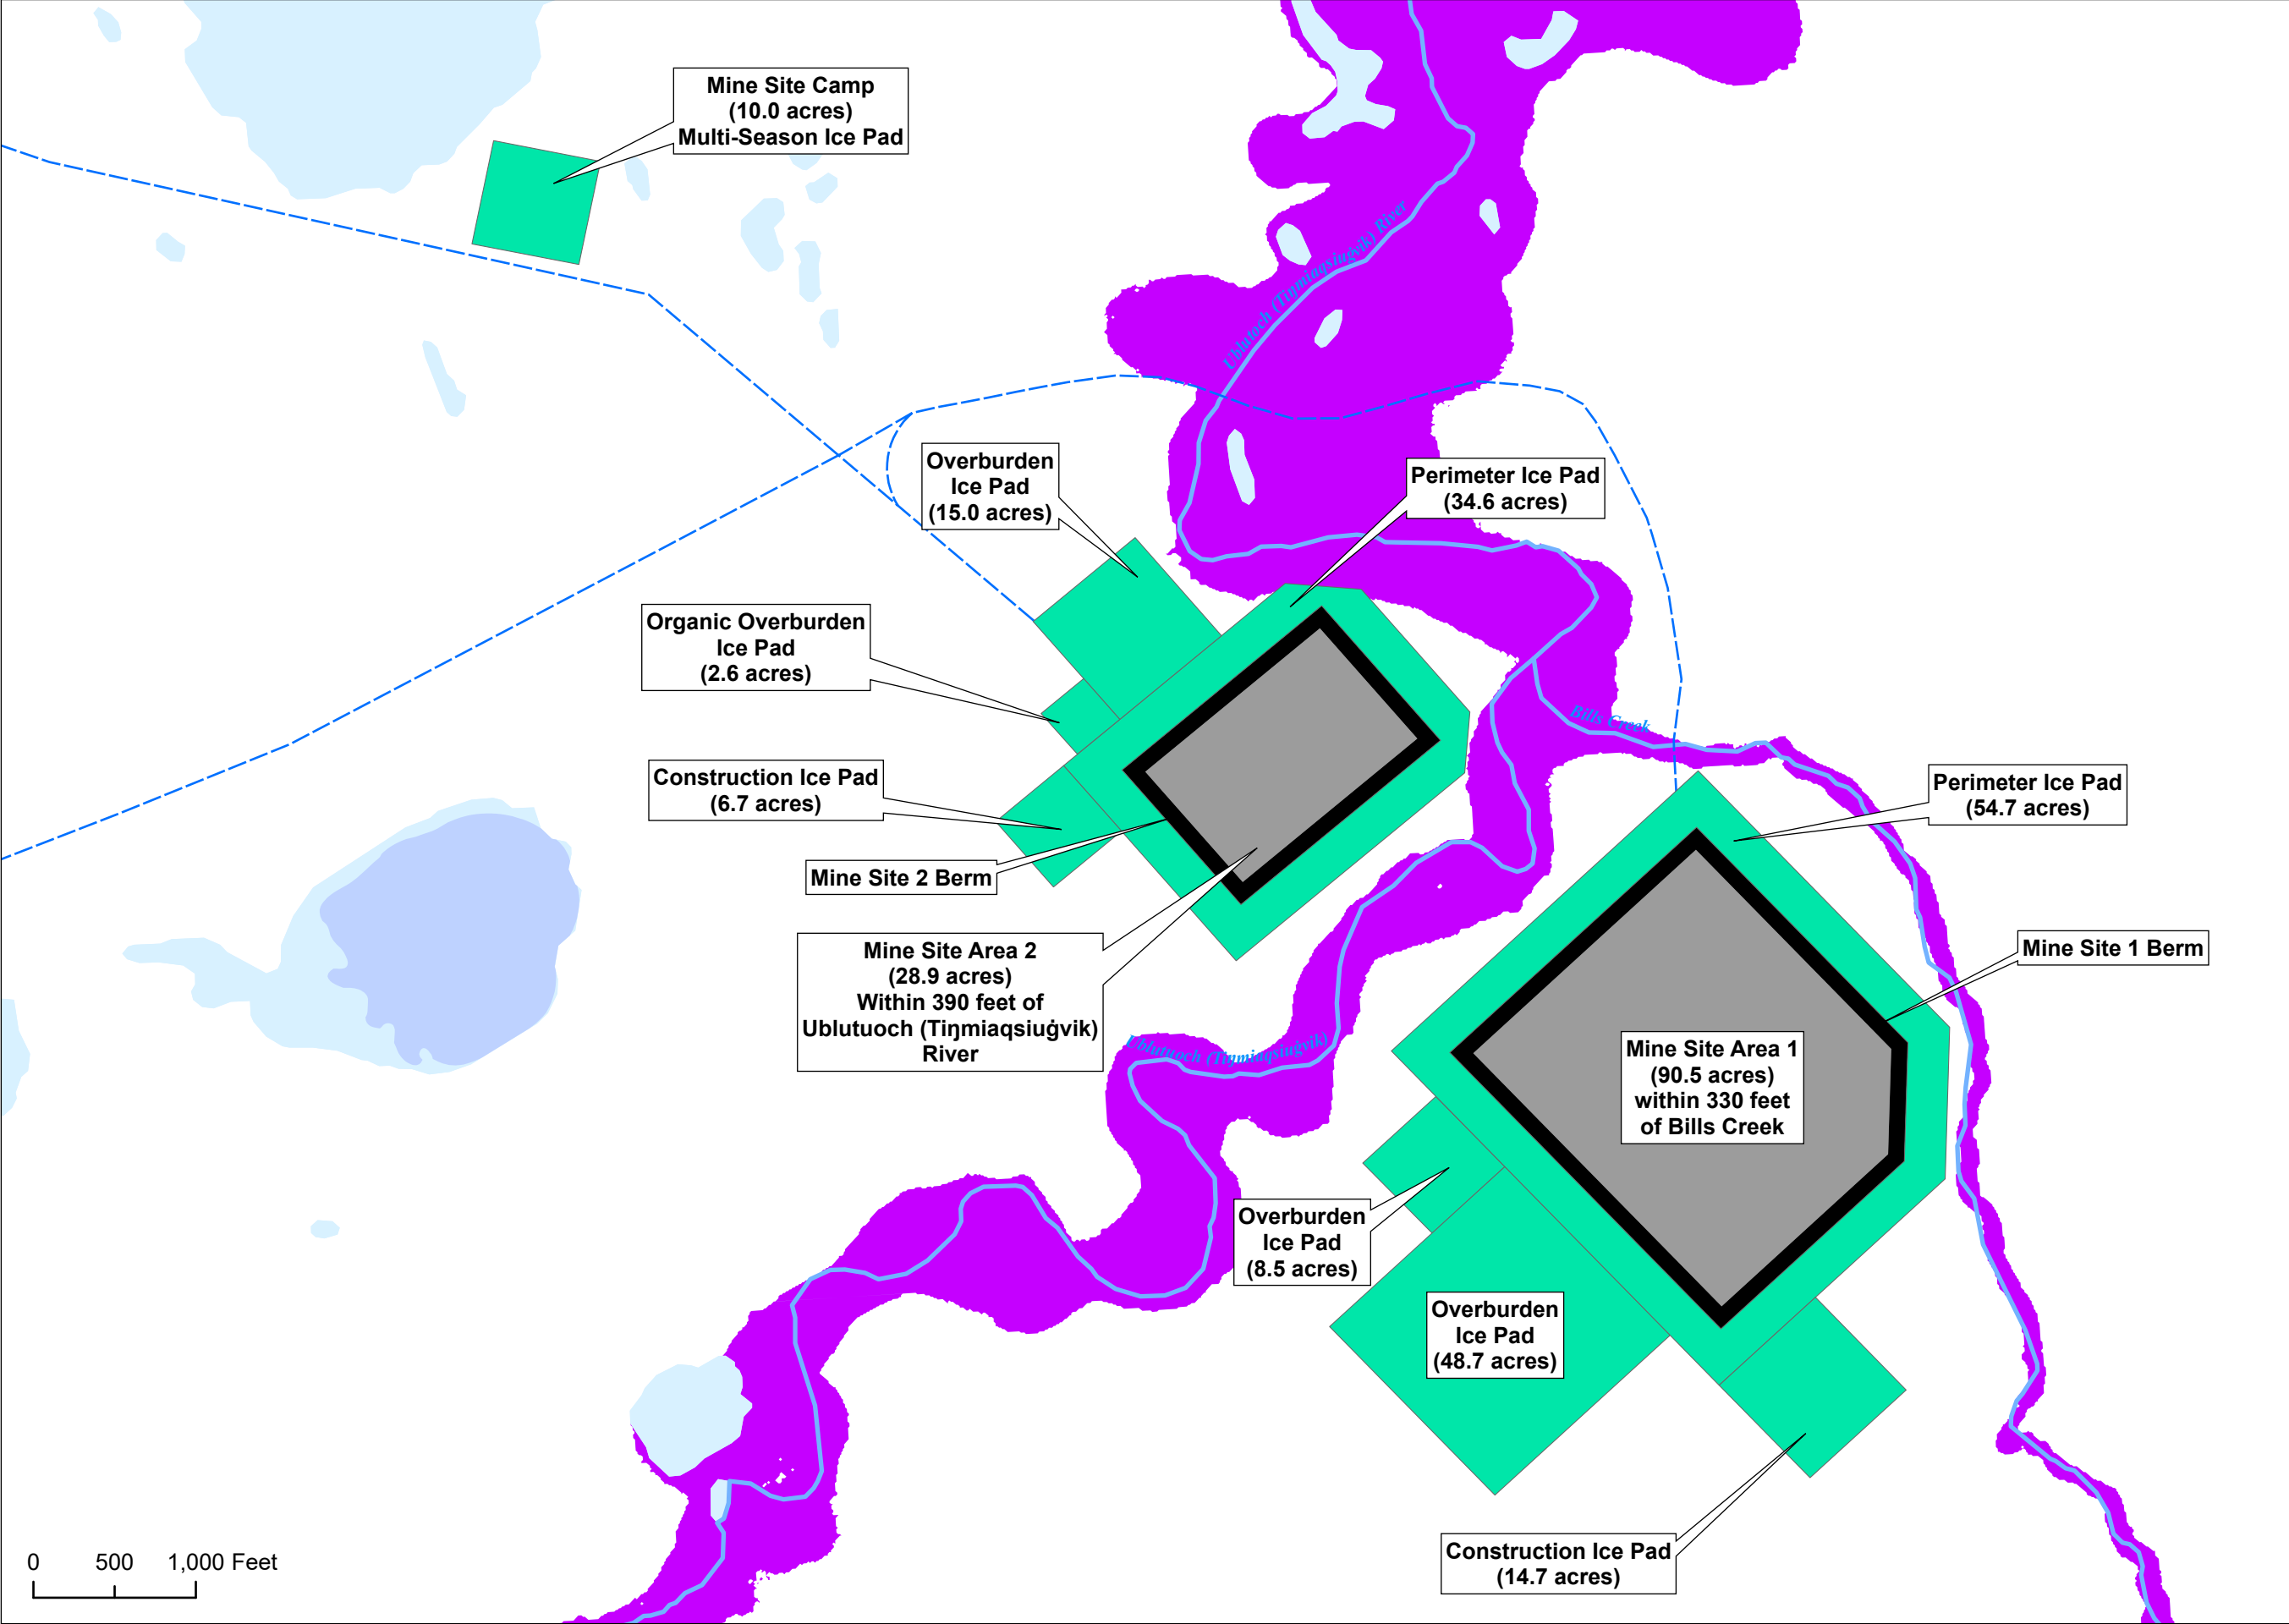 Mine Site Camp
(10.0 acres)
Multi-Season Ice Pad
Ublutoch (Tiŋmiaqsiuġvik) River
Overburden
Ice Pad
(15.0 acres)
Perimeter Ice Pad
(34.6 acres)
Organic Overburden
Ice Pad
(2.6 acres)
Bills Creek
Construction Ice Pad
(6.7 acres)
Perimeter Ice Pad
(54.7 acres)
Mine Site 2 Berm
Mine Site Area 2
(28.9 acres)
Within 390 feet of
Ublutuoch (Tiŋmiaqsiuġvik)
River
Mine Site 1 Berm
Ublutuoch (Tiŋmiaqsiuġvik)
Mine Site Area 1
(90.5 acres)
within 330 feet
of Bills Creek
Overburden
Ice Pad
(8.5 acres)
Overburden
Ice Pad
(48.7 acres)
Construction Ice Pad
(14.7 acres)
0 500 1,000 Feet